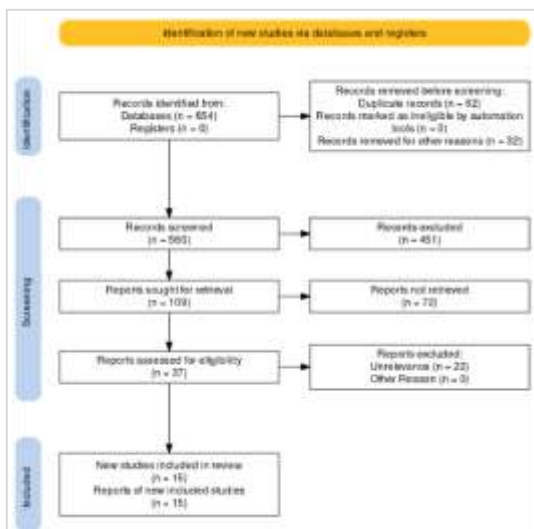 Identification of new studies via databases and registers
Identification
Records identified from:
Databases (n = 654)
Registers (n = 0)
Records removed before screening:
Duplicate records (n = 62)
Records marked as ineligible by automation
tools (n = 0)
Records removed for other reasons (n = 32)
Screening
Records screened
(n = 560)
Records excluded
(n = 451)
Reports sought for retrieval
(n = 109)
Reports not retrieved
(n = 72)
Reports assessed for eligibility
(n = 37)
Reports excluded:
Unrelevance (n = 22)
Other Reason (n = 0)
Included
New studies included in review
(n = 15)
Reports of new included studies
(n = 15)